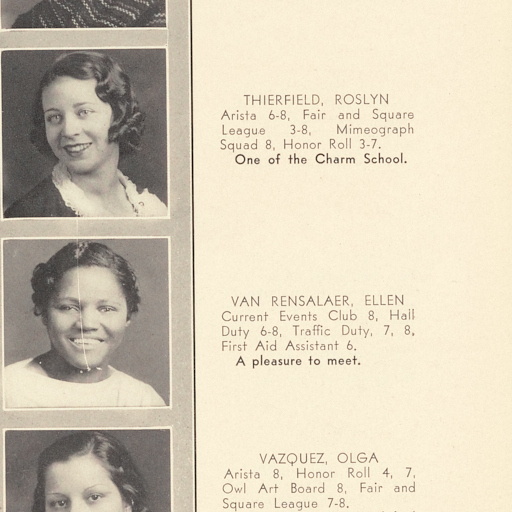 THIERFIELD, ROSLYN
Arista 6-8, Fair and Square
League 3-8, Mimeograph
Squad 8, Honor Roll 3-7.
One of the Charm School.
VAN RENSALAER, ELLEN
Current Events Club 8, Hall
Duty 6-8, Traffic Duty, 7, 8,
First Aid Assistant 6.
A pleasure to meet.
VAZQUEZ, OLGA
Arista 8, Honor Roll 4, 7,
Owl Art Board 8, Fair and
Square League 7-8.